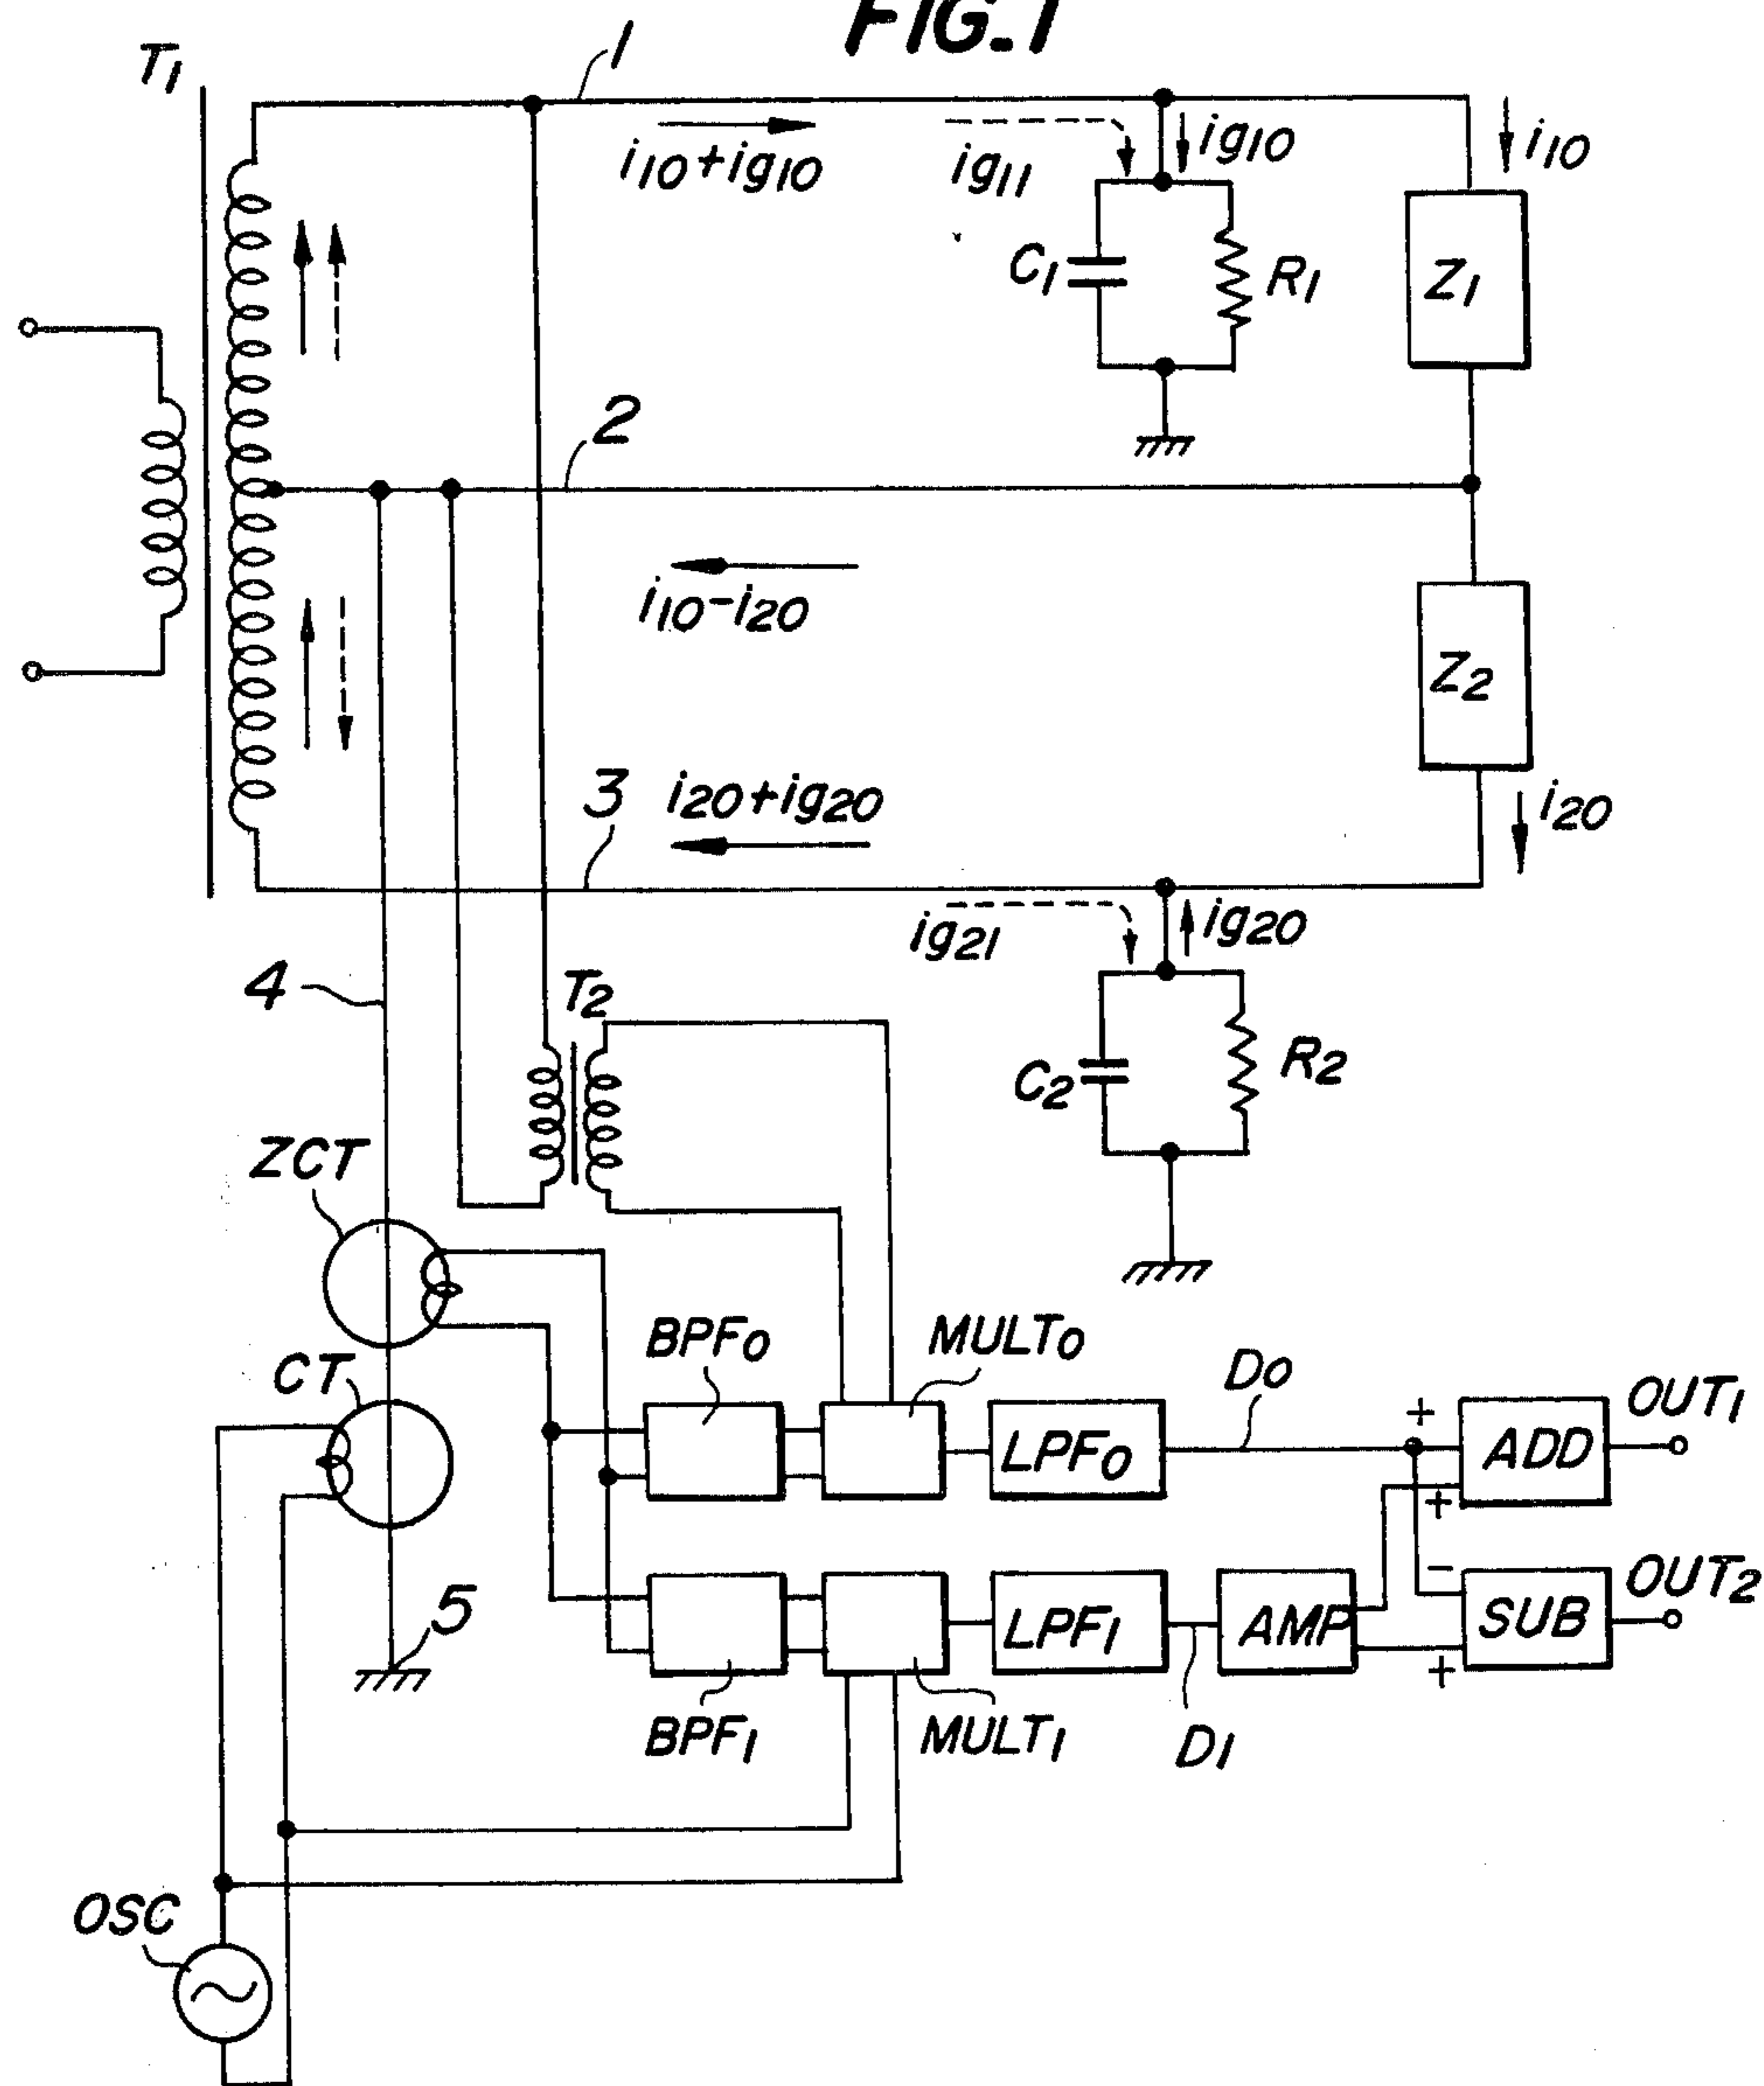 FIG. 1
T1
1
i10+ig10
ig11
ig10
i10
C1
R1
Z1
2
i10-i20
Z2
3
i20+ig20
i20
ig21
ig20
4
T2
C2
R2
ZCT
BPF0
MULT0
D0
OUT1
CT
+
LPF0
ADD
+
-
OUT2
5
LPF1
AMP
SUB
+
BPF1
MULT1
D1
OSC